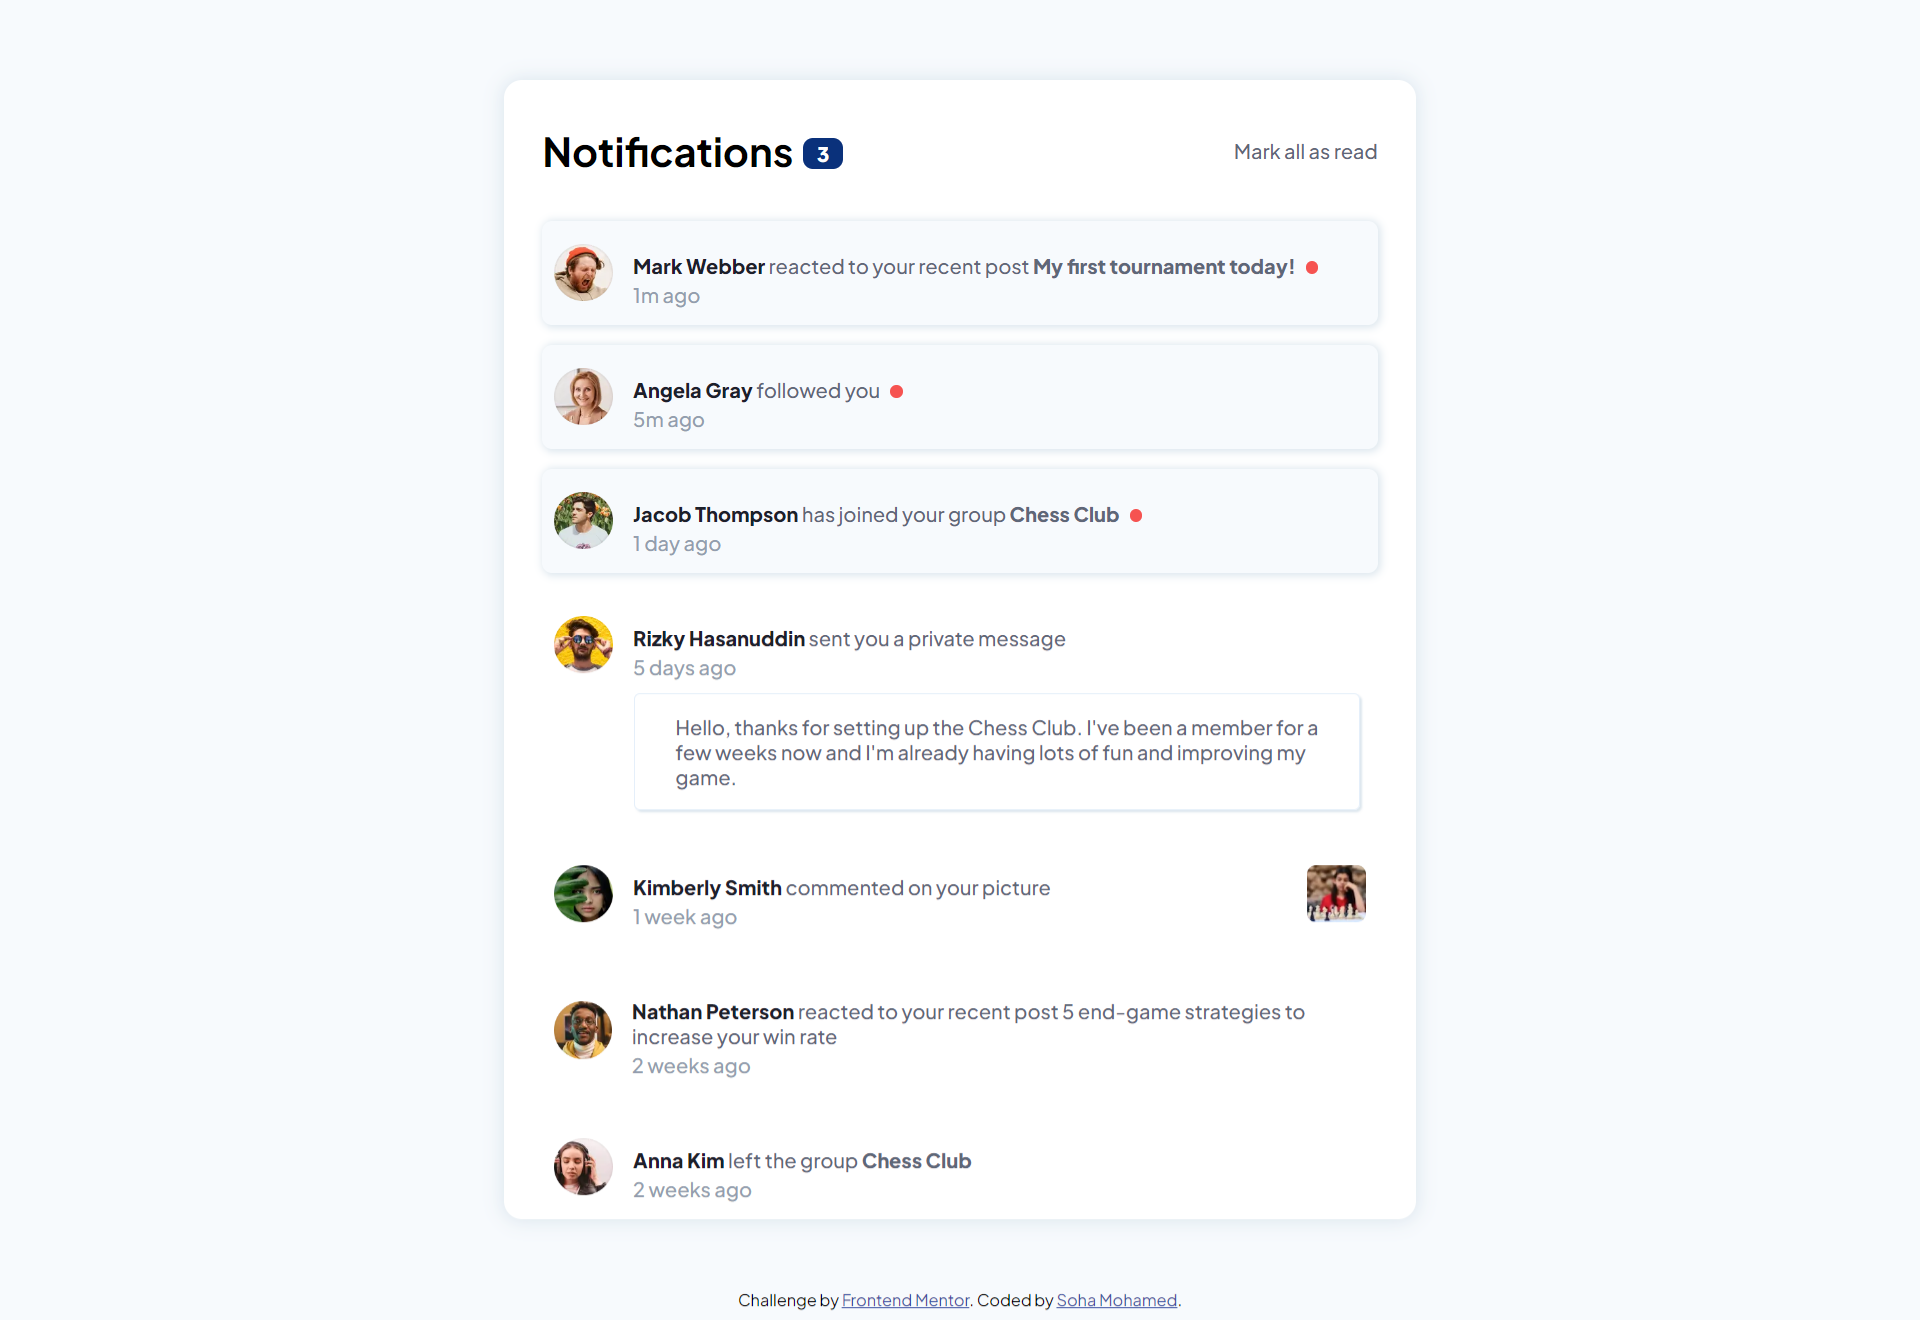 Notifications 3
Mark all as read
Mark Webber reacted to your recent post My first tournament today!
1m ago
Angela Gray followed you
5m ago
Jacob Thompson has joined your group Chess Club
1 day ago
Rizky Hasanuddin sent you a private message
5 days ago
Hello, thanks for setting up the Chess Club. I've been a member for a
few weeks now and I'm already having lots of fun and improving my
game.
Kimberly Smith commented on your picture
1 week ago
Nathan Peterson reacted to your recent post 5 end-game strategies to
increase your win rate
2 weeks ago
Anna Kim left the group Chess Club
2 weeks ago
Challenge by Frontend Mentor. Coded by Soha Mohamed.